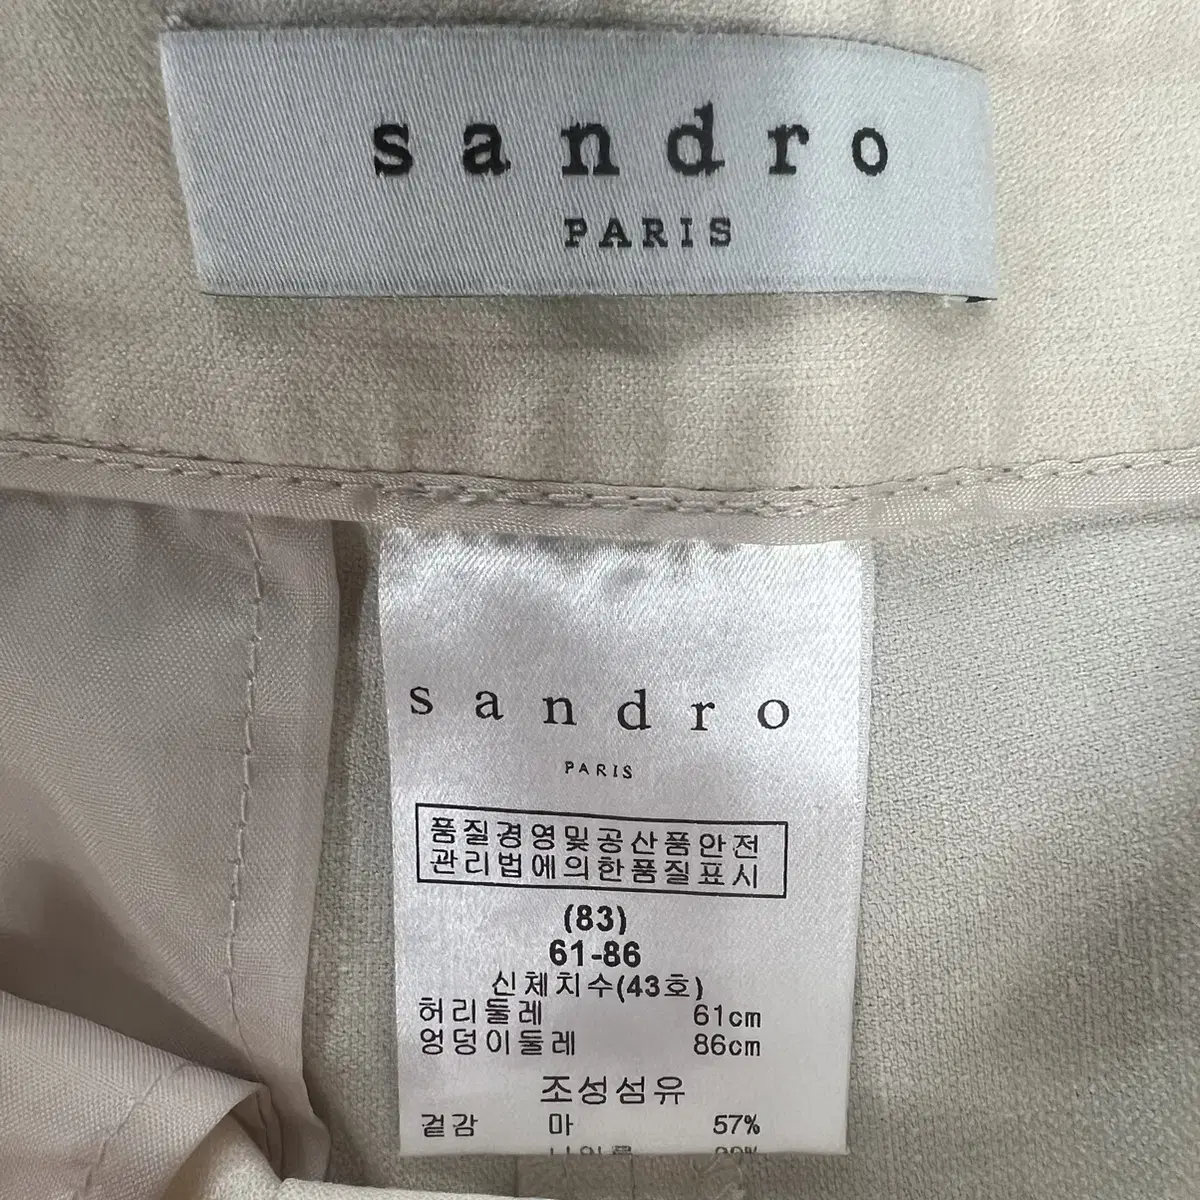 sandro
PARIS
sandro
PARIS
품질경영및공산품안전
관리법에의한품질표시
(83)
61-86
신체치수(43호)
허리둘레 61cm
엉덩이둘레 86cm
조성섬유
겉감 마 57%